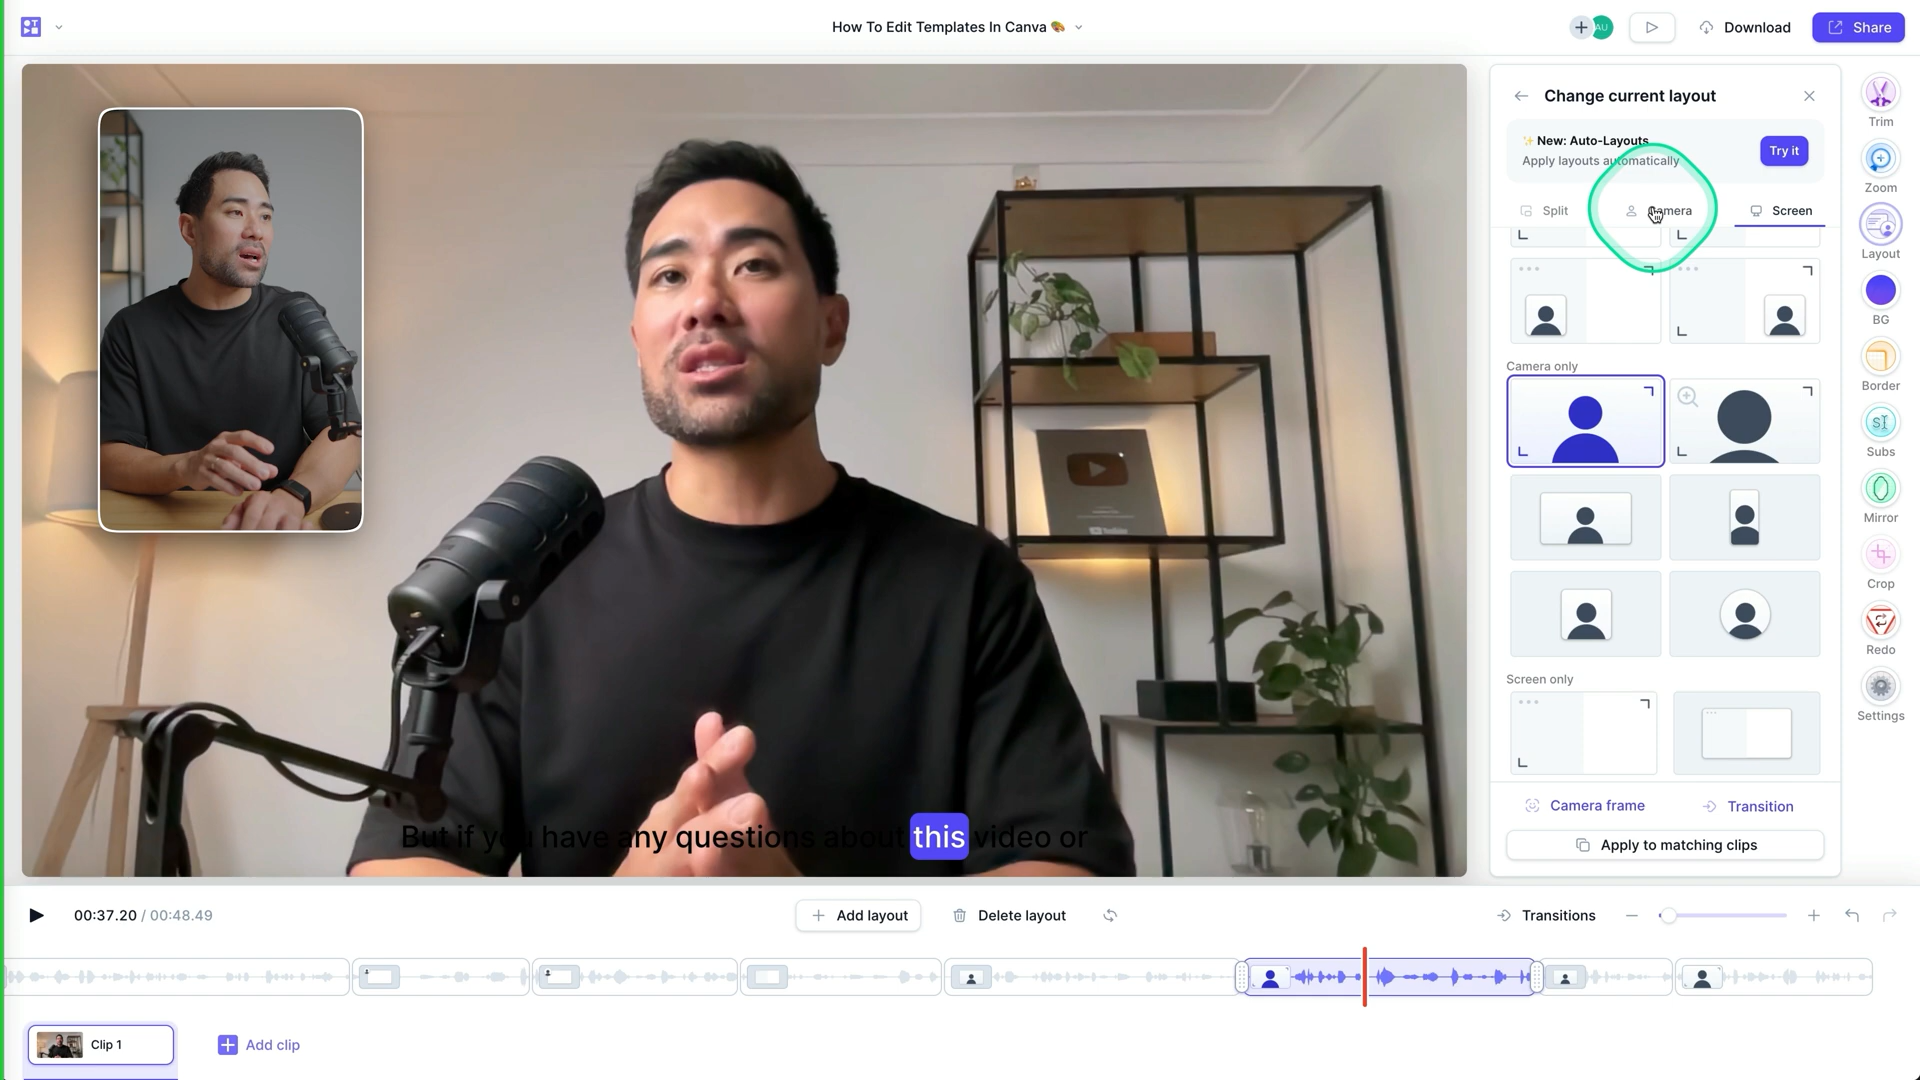 How To Edit Templates In Canva
AU
Download
Share
Change current layout
New: Auto-Layouts
Apply layouts automatically
Try it
Split
Camera
Screen
Camera only
Screen only
Camera frame
Transition
Apply to matching clips
Trim
Zoom
Layout
BG
Border
Subs
Mirror
Crop
Redo
Settings
But if you have any questions about this video or
00:37.20 / 00:48.49
Add layout
Delete layout
Transitions
Clip 1
Add clip